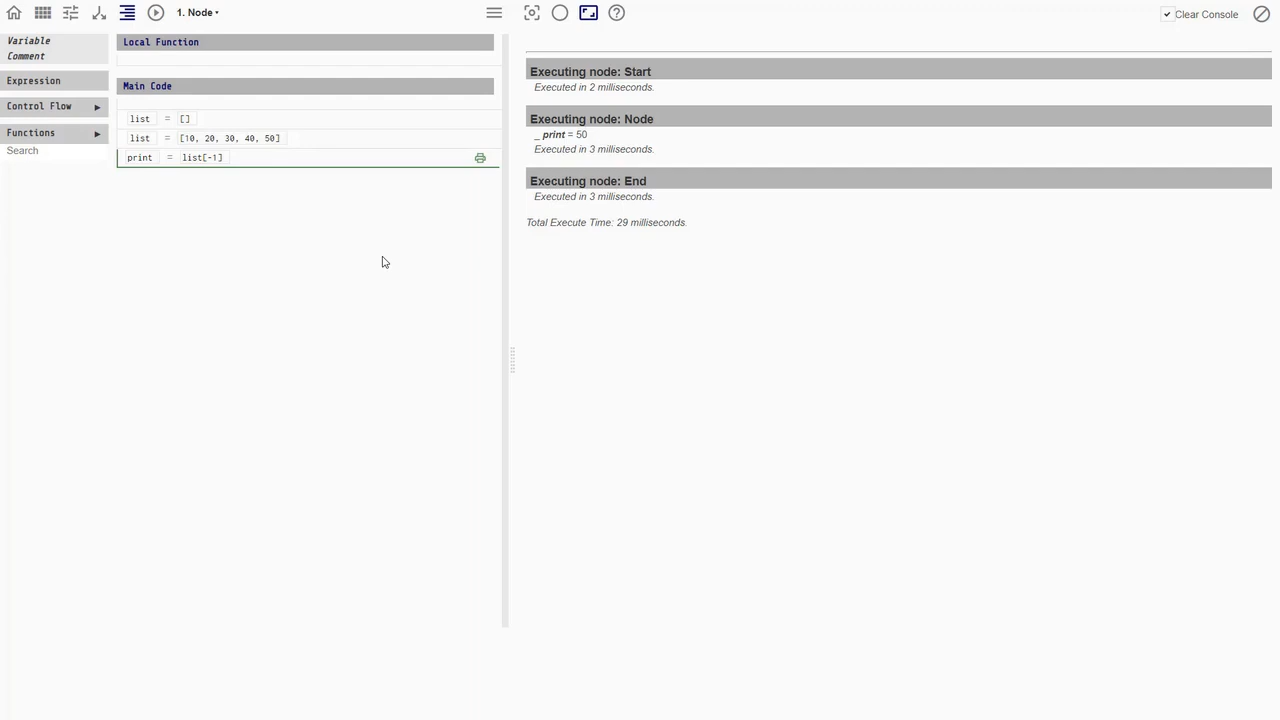 1. Node
Clear Console
Variable
Comment
Expression
Control Flow
Functions
Search
Local Function
Main Code
list = []
list = [10, 20, 30, 40, 50]
print = list[-1]
Executing node: Start
Executed in 2 milliseconds.
Executing node: Node
_ print = 50
Executed in 3 milliseconds.
Executing node: End
Executed in 3 milliseconds.
Total Execute Time: 29 milliseconds.